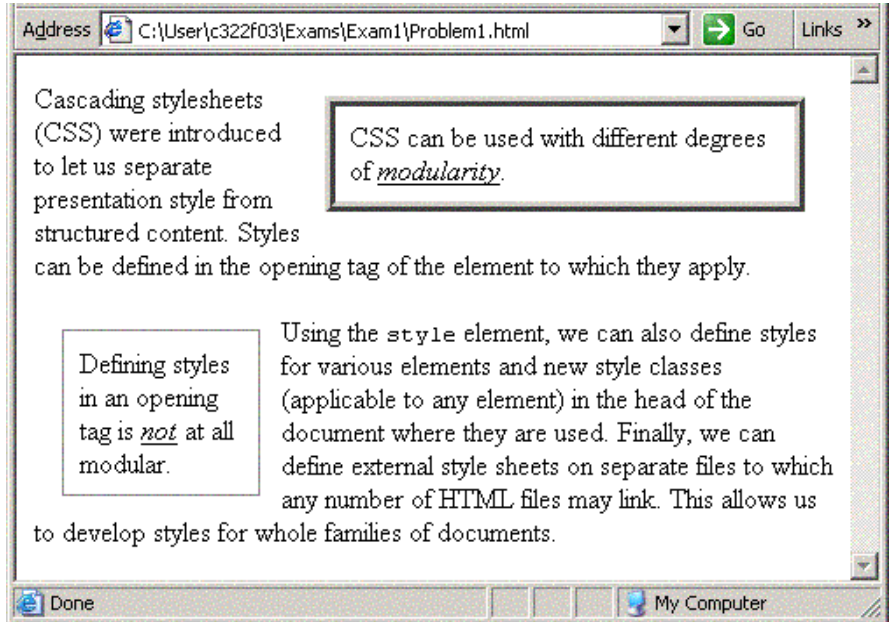 Address C:\User\c322f03\Exams\Exam1\Problem1.html Go Links »
Cascading stylesheets
(CSS) were introduced
to let us separate
presentation style from
structured content. Styles
can be defined in the opening tag of the element to which they apply.
CSS can be used with different degrees
of modularity.
Defining styles
in an opening
tag is not at all
modular.
Using the style element, we can also define styles
for various elements and new style classes
(applicable to any element) in the head of the
document where they are used. Finally, we can
define external style sheets on separate files to which
any number of HTML files may link. This allows us
to develop styles for whole families of documents.
Done My Computer